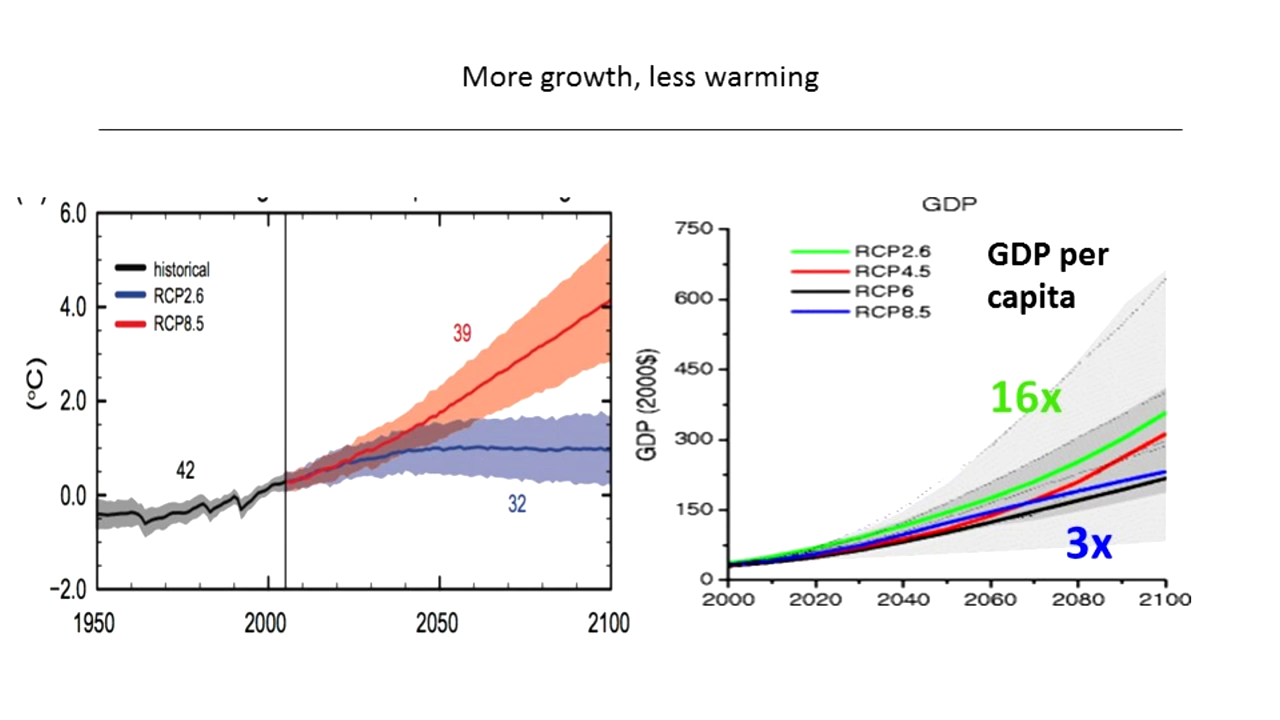 More growth, less warming
6.0
4.0
2.0
0.0
−2.0
(°C)
historical
RCP2.6
RCP8.5
39
42
32
1950
2000
2050
2100
GDP
750
600
450
300
150
0
GDP (2000$)
RCP2.6
RCP4.5
RCP6
RCP8.5
GDP per
capita
16x
3x
2000
2020
2040
2060
2080
2100